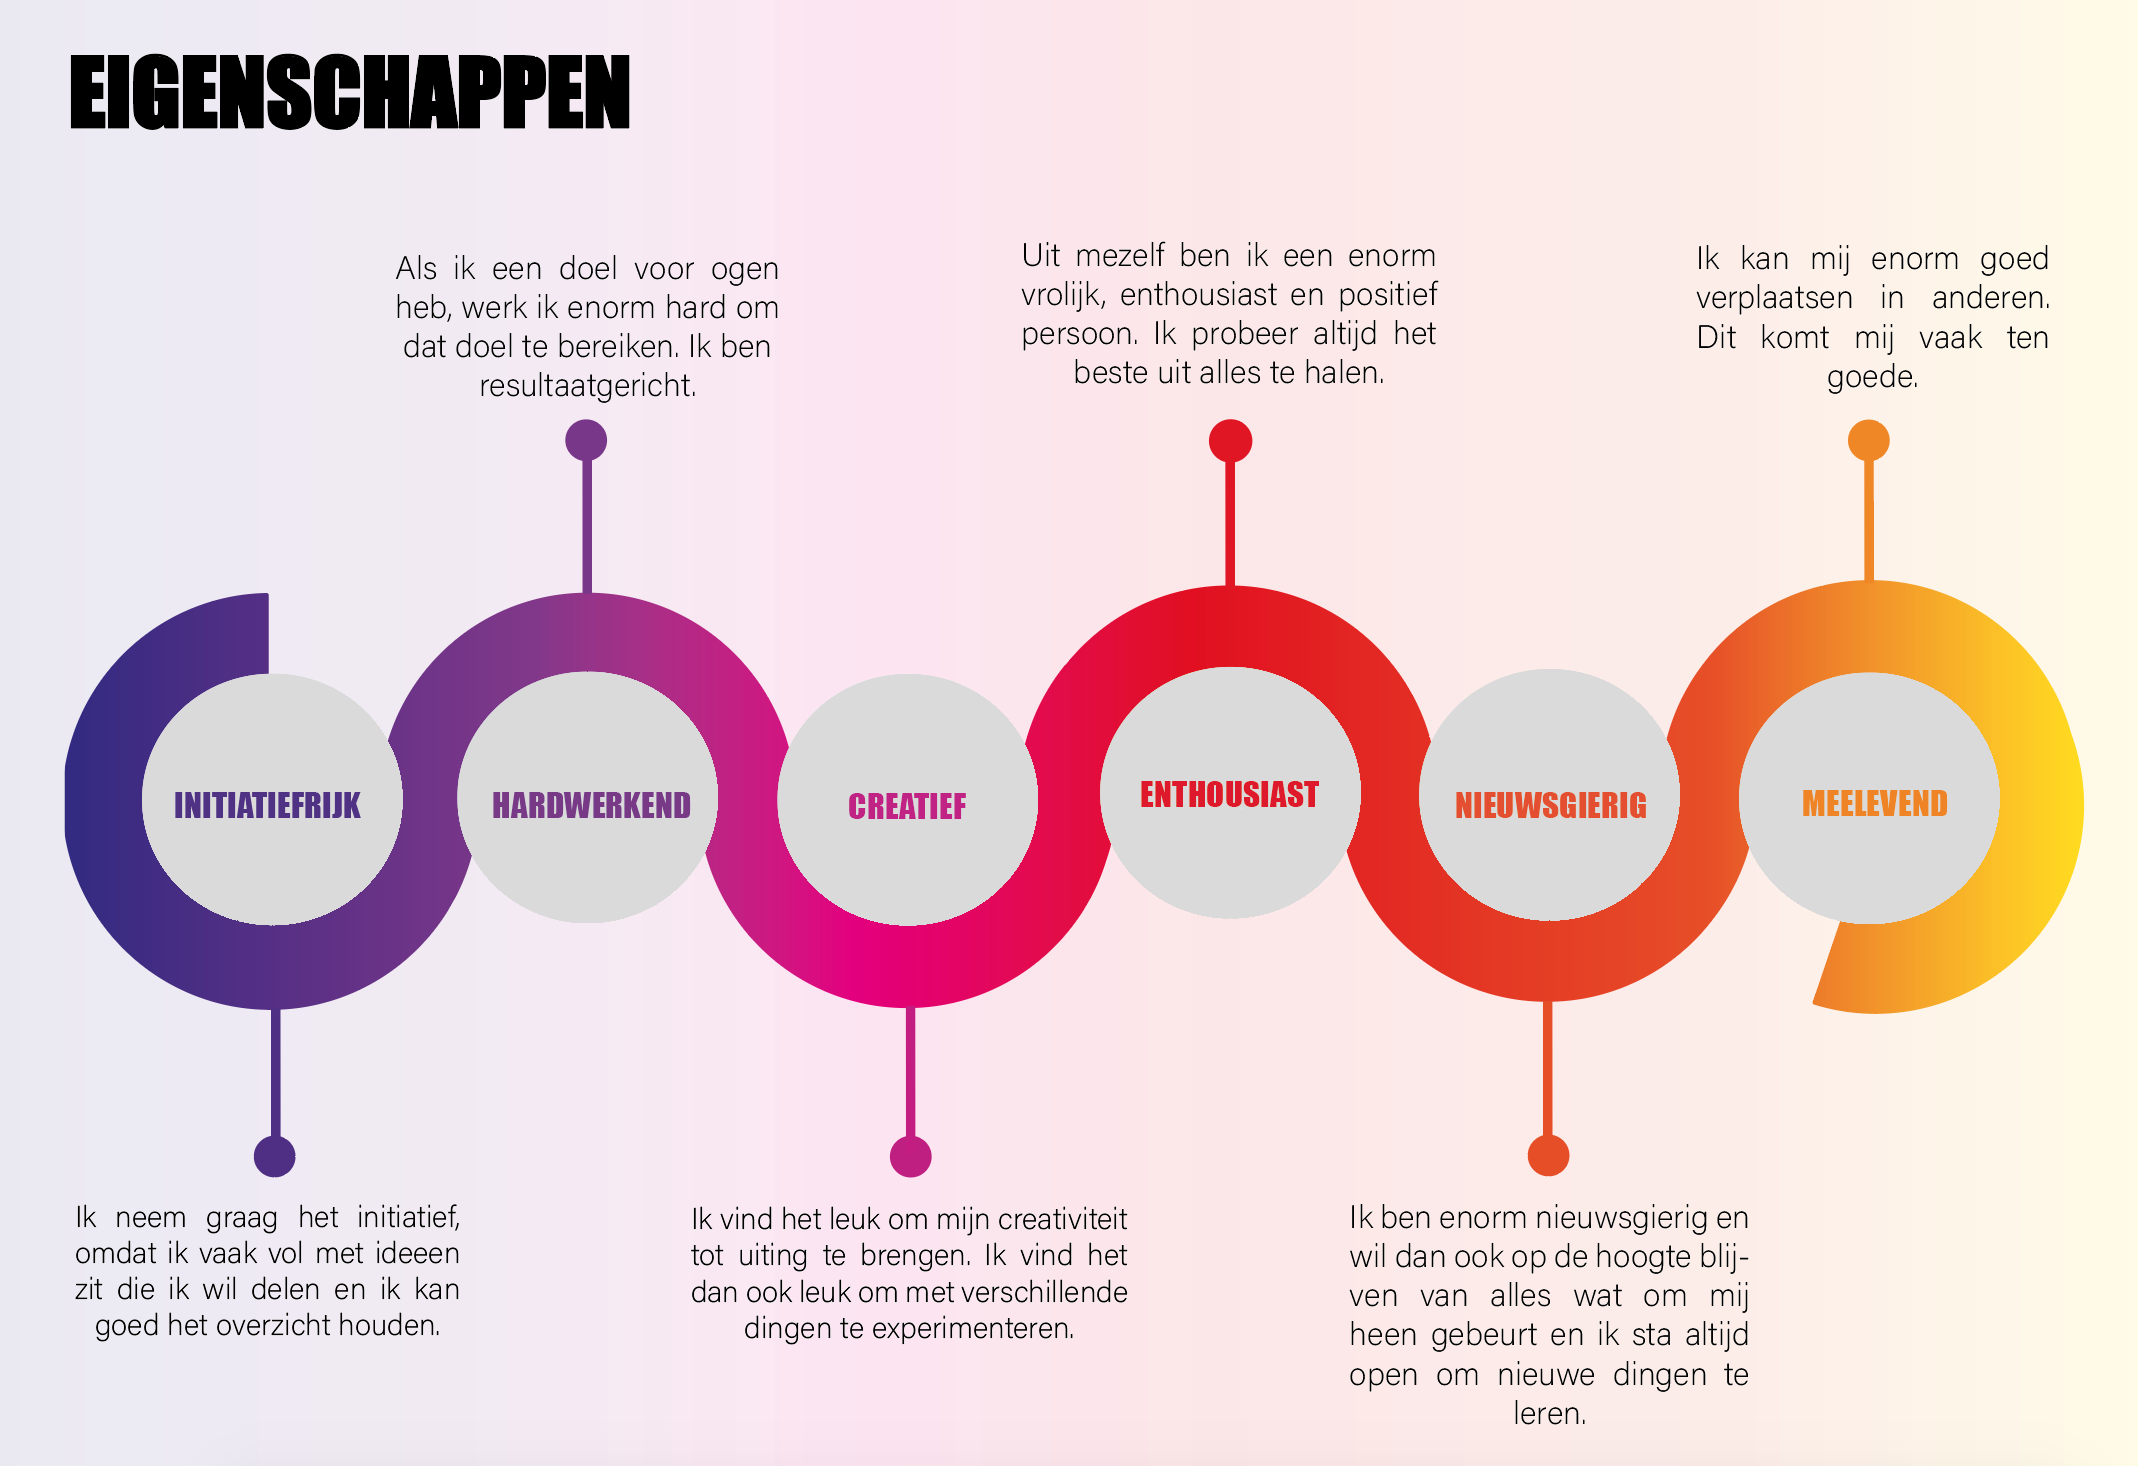 EIGENSCHAPPEN
Als ik een doel voor ogen
heb, werk ik enorm hard om
dat doel te bereiken. Ik ben
resultaatgericht.
Uit mezelf ben ik een enorm
vrolijk, enthousiast en positief
persoon. Ik probeer altijd het
beste uit alles te halen.
Ik kan mij enorm goed
verplaatsen in anderen.
Dit komt mij vaak ten
goede.
INITIATIEFRIJK
HARDWERKEND
CREATIEF
ENTHOUSIAST
NIEUWSGIERIG
MEELEVEND
Ik neem graag het initiatief,
omdat ik vaak vol met ideeen
zit die ik wil delen en ik kan
goed het overzicht houden.
Ik vind het leuk om mijn creativiteit
tot uiting te brengen. Ik vind het
dan ook leuk om met verschillende
dingen te experimenteren.
Ik ben enorm nieuwsgierig en
wil dan ook op de hoogte blij-
ven van alles wat om mij
heen gebeurt en ik sta altijd
open om nieuwe dingen te
leren.